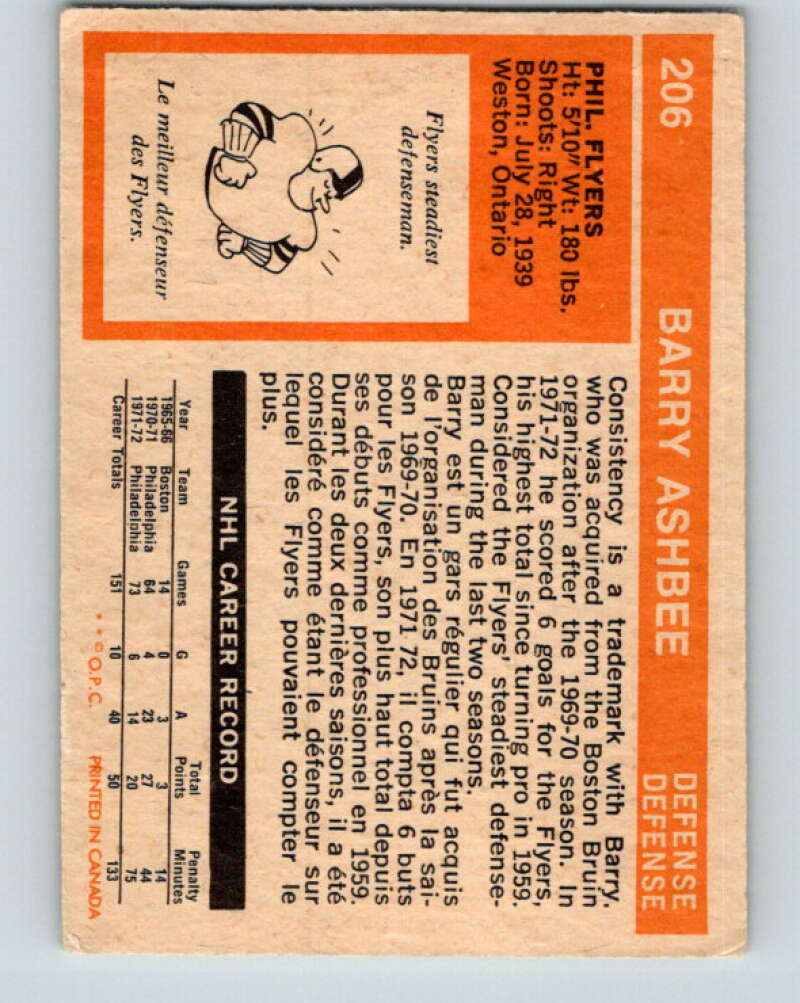 206 BARRY ASHBEE DEFENSE
DEFENSE
PHIL. FLYERS
Ht: 5/10" Wt: 180 lbs.
Shoots: Right
Born: July 28, 1939
Weston, Ontario
Flyers steadiest
defenseman.
Le meilleur défenseur
des Flyers.
Consistency is a trademark with Barry.
who was acquired from the Boston Bruin
organization after the 1969-70 season. In
1971-72 he scored 6 goals for the Flyers,
his highest total since turning pro in 1959.
Considered the Flyers' steadiest defense-
man during the last two seasons.
Barry est un gars régulier qui fut acquis
de l'organisation des Bruins après la sai-
son 1969-70. En 1971-72, il compta 6 buts
pour les Flyers, son plus haut total depuis
ses débuts comme professionnel en 1959.
Durant les deux dernières saisons, il a été
considéré comme étant le défenseur sur
lequel les Flyers pouvaient compter le
plus.
NHL CAREER RECORD
Year Team Games G A Total Points Penalty Minutes
1965-66 Boston 14 0 3 3 14
1970-71 Philadelphia 64 4 23 27 44
1971-72 Philadelphia 73 6 14 20 75
Career Totals 151 10 40 50 133
* * © O.P.C. PRINTED IN CANADA